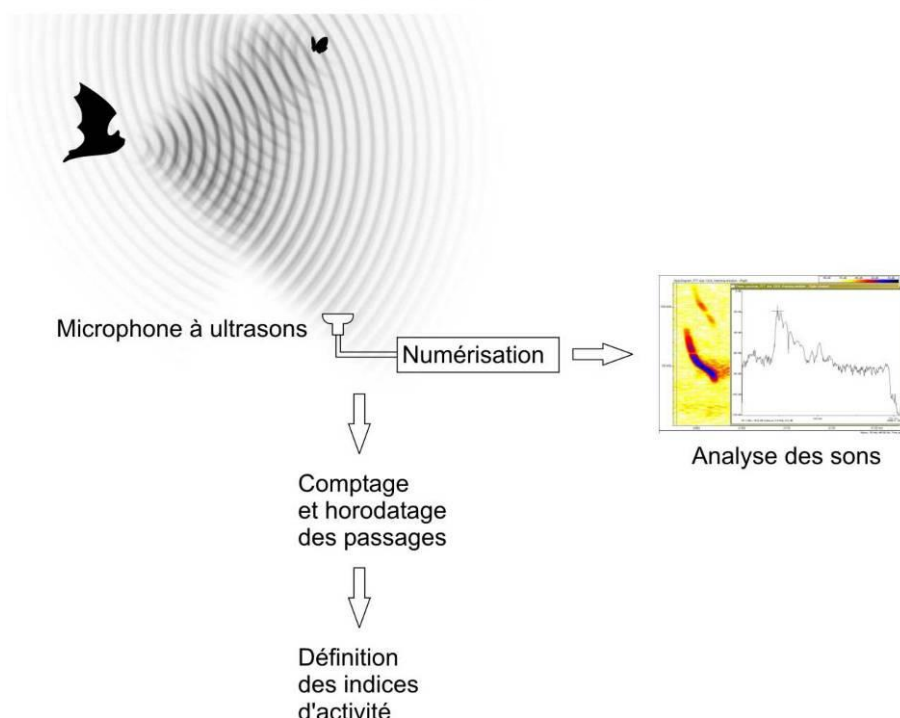 Microphone à ultrasons
Numérisation
Analyse des sons
Comptage
et horodatage
des passages
Définition
des indices
d'activité